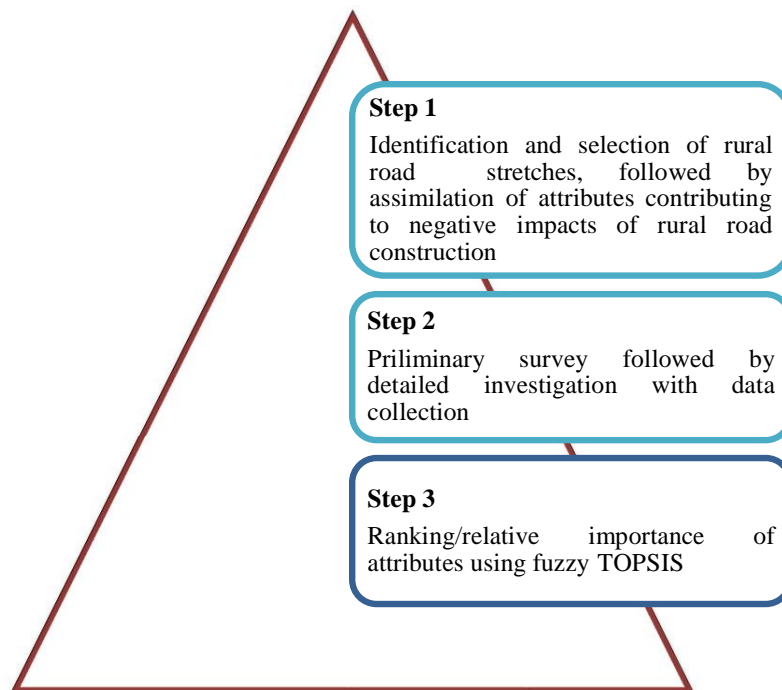 Step 1
Identification and selection of rural
road stretches, followed by
assimilation of attributes contributing
to negative impacts of rural road
construction
Step 2
Priliminary survey followed by
detailed investigation with data
collection
Step 3
Ranking/relative importance of
attributes using fuzzy TOPSIS